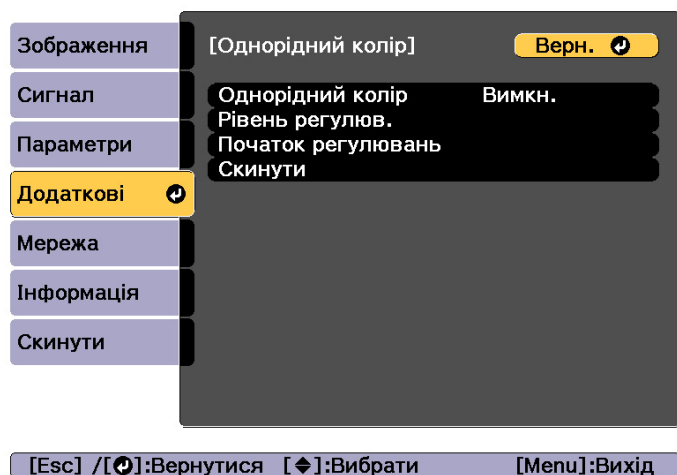 Зображення
Сигнал
Параметри
Додаткові
Мережа
Інформація
Скинути
[Однорідний колір] Верн.
Однорідний колір Вимкн.
Рівень регулюв.
Початок регулювань
Скинути
[Esc] /[⏎]:Вернутися [◆]:Вибрати [Menu]:Вихід